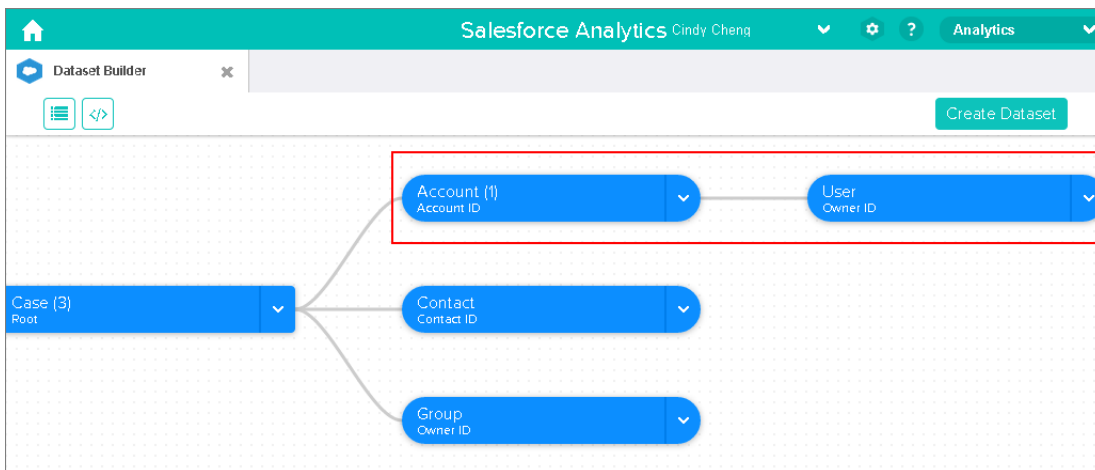 Salesforce Analytics Cindy Cheng ? Analytics
Dataset Builder
</> Create Dataset
Account (1)
Account ID
User
Owner ID
Case (3)
Root
Contact
Contact ID
Group
Owner ID